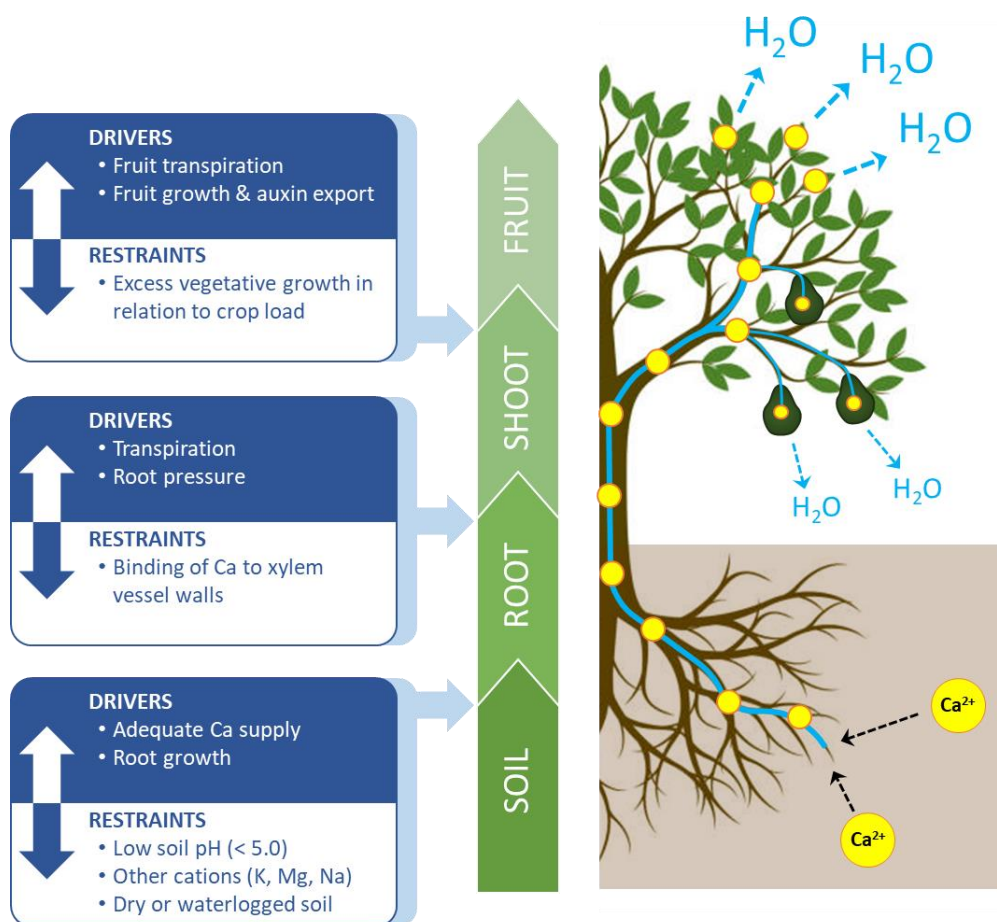 DRIVERS
• Fruit transpiration
• Fruit growth & auxin export
RESTRAINTS
• Excess vegetative growth in
relation to crop load
DRIVERS
• Transpiration
• Root pressure
RESTRAINTS
• Binding of Ca to xylem
vessel walls
DRIVERS
• Adequate Ca supply
• Root growth
RESTRAINTS
• Low soil pH (< 5.0)
• Other cations (K, Mg, Na)
• Dry or waterlogged soil
FRUIT
SHOOT
ROOT
SOIL
H₂O
H₂O
H₂O
H₂O
H₂O
Ca²⁺
Ca²⁺